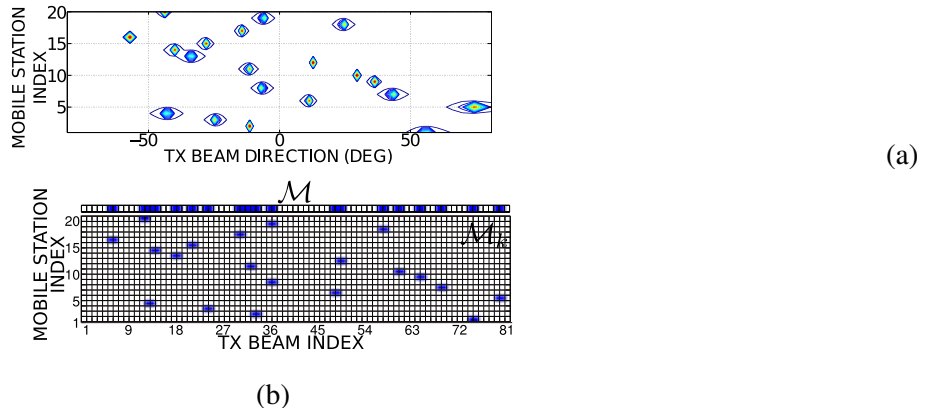 MOBILE STATION
INDEX
20
15
10
5
−50
0
50
TX BEAM DIRECTION (DEG)
(a)
ℳ
MOBILE STATION
INDEX
20
15
10
5
1
ℳₖ
1 9 18 27 36 45 54 63 72 81
TX BEAM INDEX
(b)